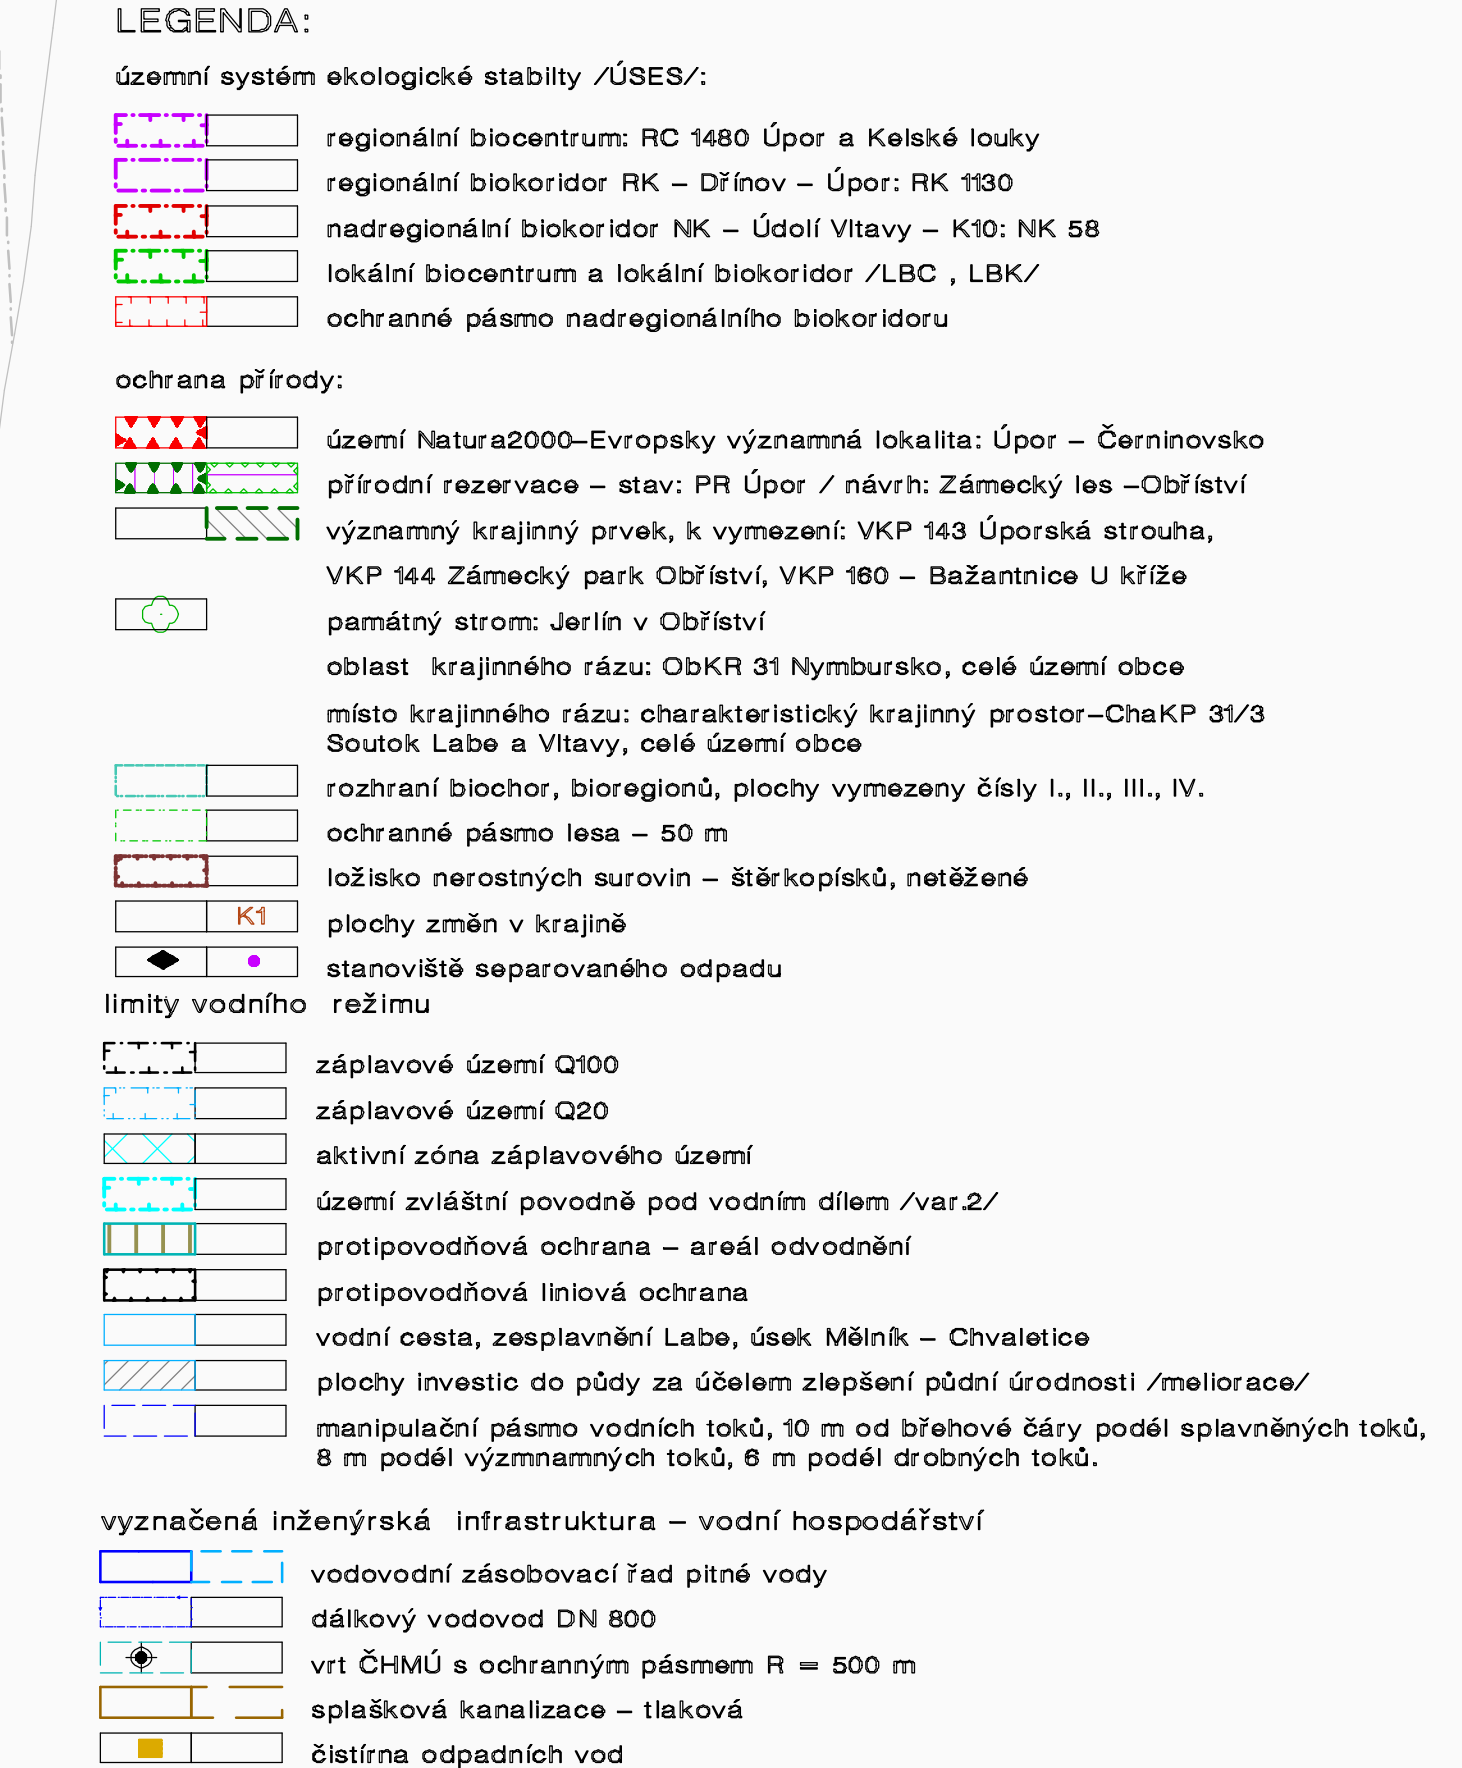 LEGENDA:
územní systém ekologické stabilty /ÚSES/:
regionální biocentrum: RC 1480 Úpor a Kelské louky
regionální biokoridor RK – Dřínov – Úpor: RK 1130
nadregionální biokoridor NK – Údolí Vltavy – K10: NK 58
lokální biocentrum a lokální biokoridor /LBC , LBK/
ochranné pásmo nadregionálního biokoridoru
ochrana přírody:
území Natura2000–Evropsky významná lokalita: Úpor – Černinovsko
přírodní rezervace – stav: PR Úpor / návrh: Zámecký les –Obříství
významný krajinný prvek, k vymezení: VKP 143 Úporská strouha,
VKP 144 Zámecký park Obříství, VKP 160 – Bažantnice U kříže
památný strom: Jerlín v Obříství
oblast krajinného rázu: ObKR 31 Nymbursko, celé území obce
místo krajinného rázu: charakteristický krajinný prostor–ChaKP 31/3
Soutok Labe a Vltavy, celé území obce
rozhraní biochor, bioregionů, plochy vymezeny čísly I., II., III., IV.
ochranné pásmo lesa – 50 m
ložisko nerostných surovin – štěrkopísků, netěžené
K1 plochy změn v krajině
stanoviště separovaného odpadu
limity vodního režimu
záplavové území Q100
záplavové území Q20
aktivní zóna záplavového území
území zvláštní povodně pod vodním dílem /var.2/
protipovodňová ochrana – areál odvodnění
protipovodňová liniová ochrana
vodní cesta, zesplavnění Labe, úsek Mělník – Chvaletice
plochy investic do půdy za účelem zlepšení půdní úrodnosti /meliorace/
manipulační pásmo vodních toků, 10 m od břehové čáry podél splavněných toků,
8 m podél výzmnamných toků, 6 m podél drobných toků.
vyznačená inženýrská infrastruktura – vodní hospodářství
vodovodní zásobovací řad pitné vody
dálkový vodovod DN 800
vrt ČHMÚ s ochranným pásmem R = 500 m
splašková kanalizace – tlaková
čistírna odpadních vod